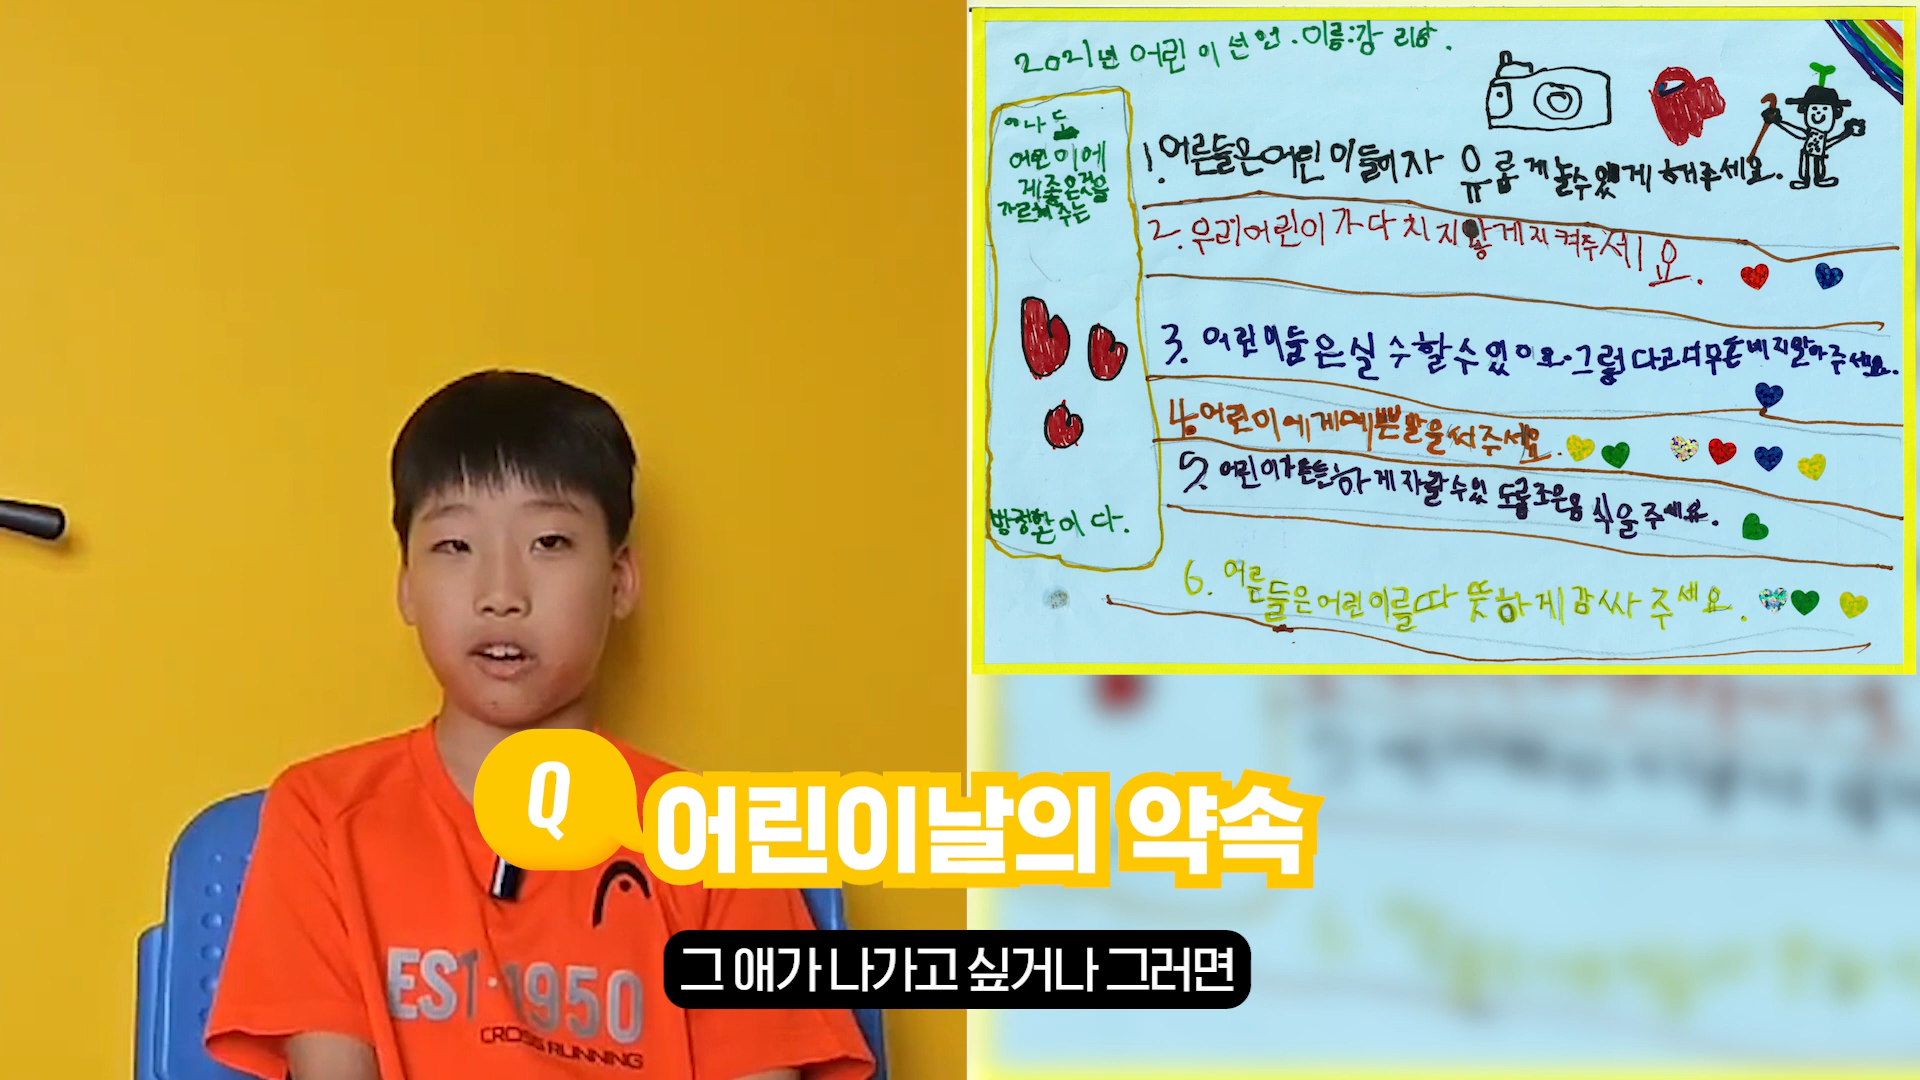 2021년 어린이 선언. 이름:강 리함.
나 도
어린이에
게좋은것을
자르해 주는
방정환이다.
1. 어른들은어린이들이자유롭게놀수있게해주세요.
2. 우리어린이가다치지않게지켜주세요.
3. 어린이들은실수할수있어요.그렇다고너무혼내지말아주세요.
4. 어린이에게예쁜말을써주세요.
5. 어린이가튼튼하게자랄수있도록조은음식을주세요.
6. 어른들은어린이를따뜻하게감싸주세요.
EST·1950
CROSS RUNNING
Q
어린이날의 약속
그 애가 나가고 싶거나 그러면